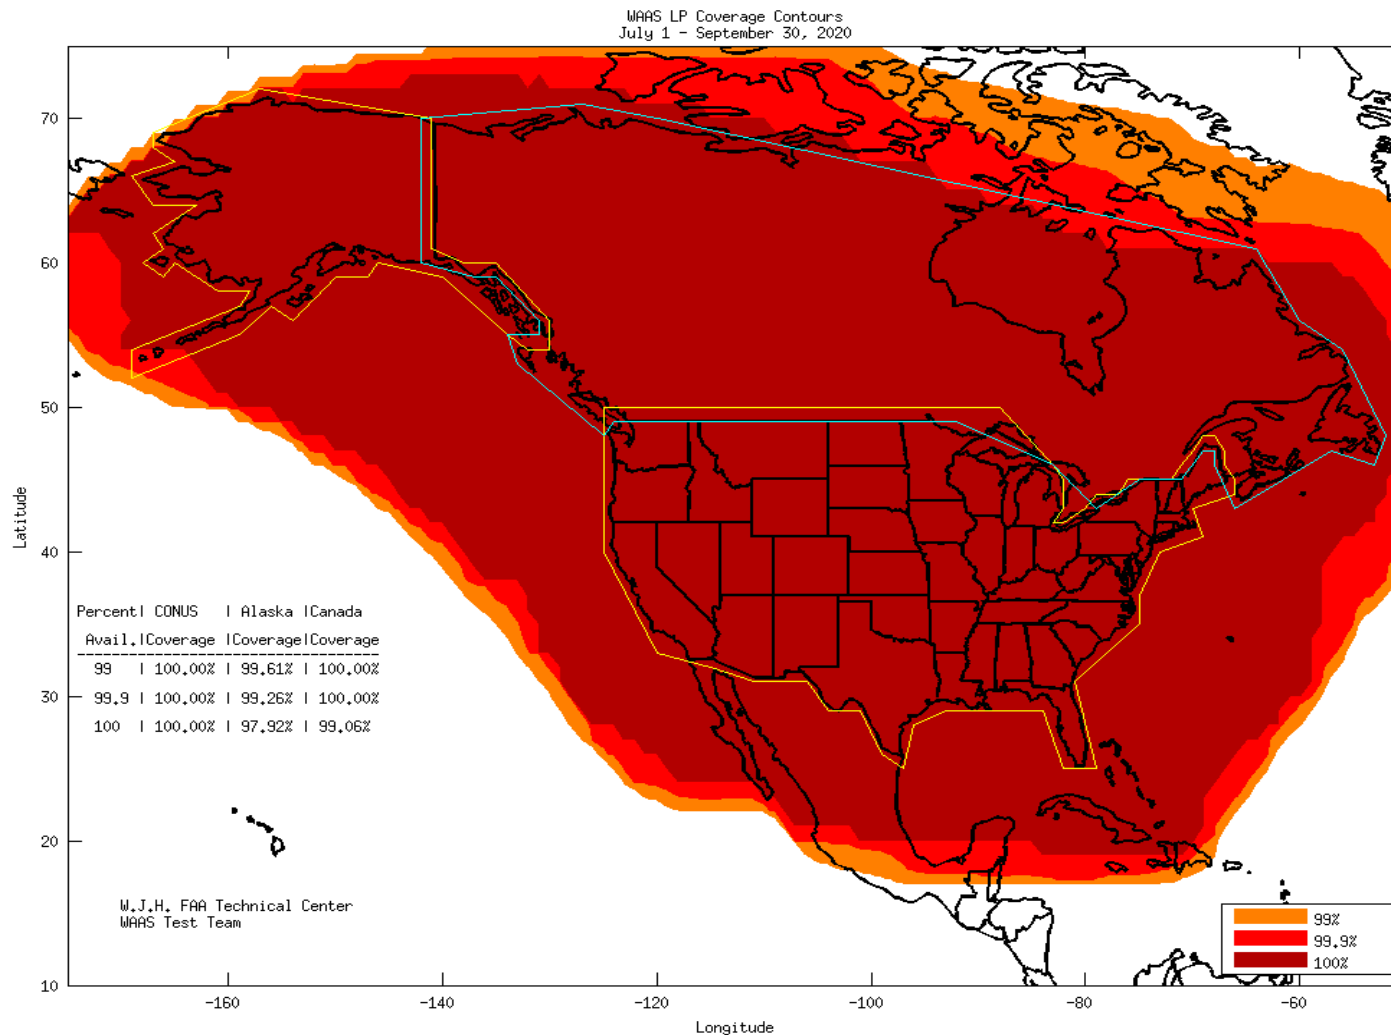 WAAS LP Coverage Contours
July 1 - September 30, 2020
70
60
50
40
30
20
10
Latitude
Percent| CONUS | Alaska |Canada
Avail.|Coverage |Coverage|Coverage
99 | 100.00% | 99.61% | 100.00%
99.9 | 100.00% | 99.26% | 100.00%
100 | 100.00% | 97.92% | 99.06%
W.J.H. FAA Technical Center
WAAS Test Team
99%
99.9%
100%
-160 -140 -120 -100 -80 -60
Longitude